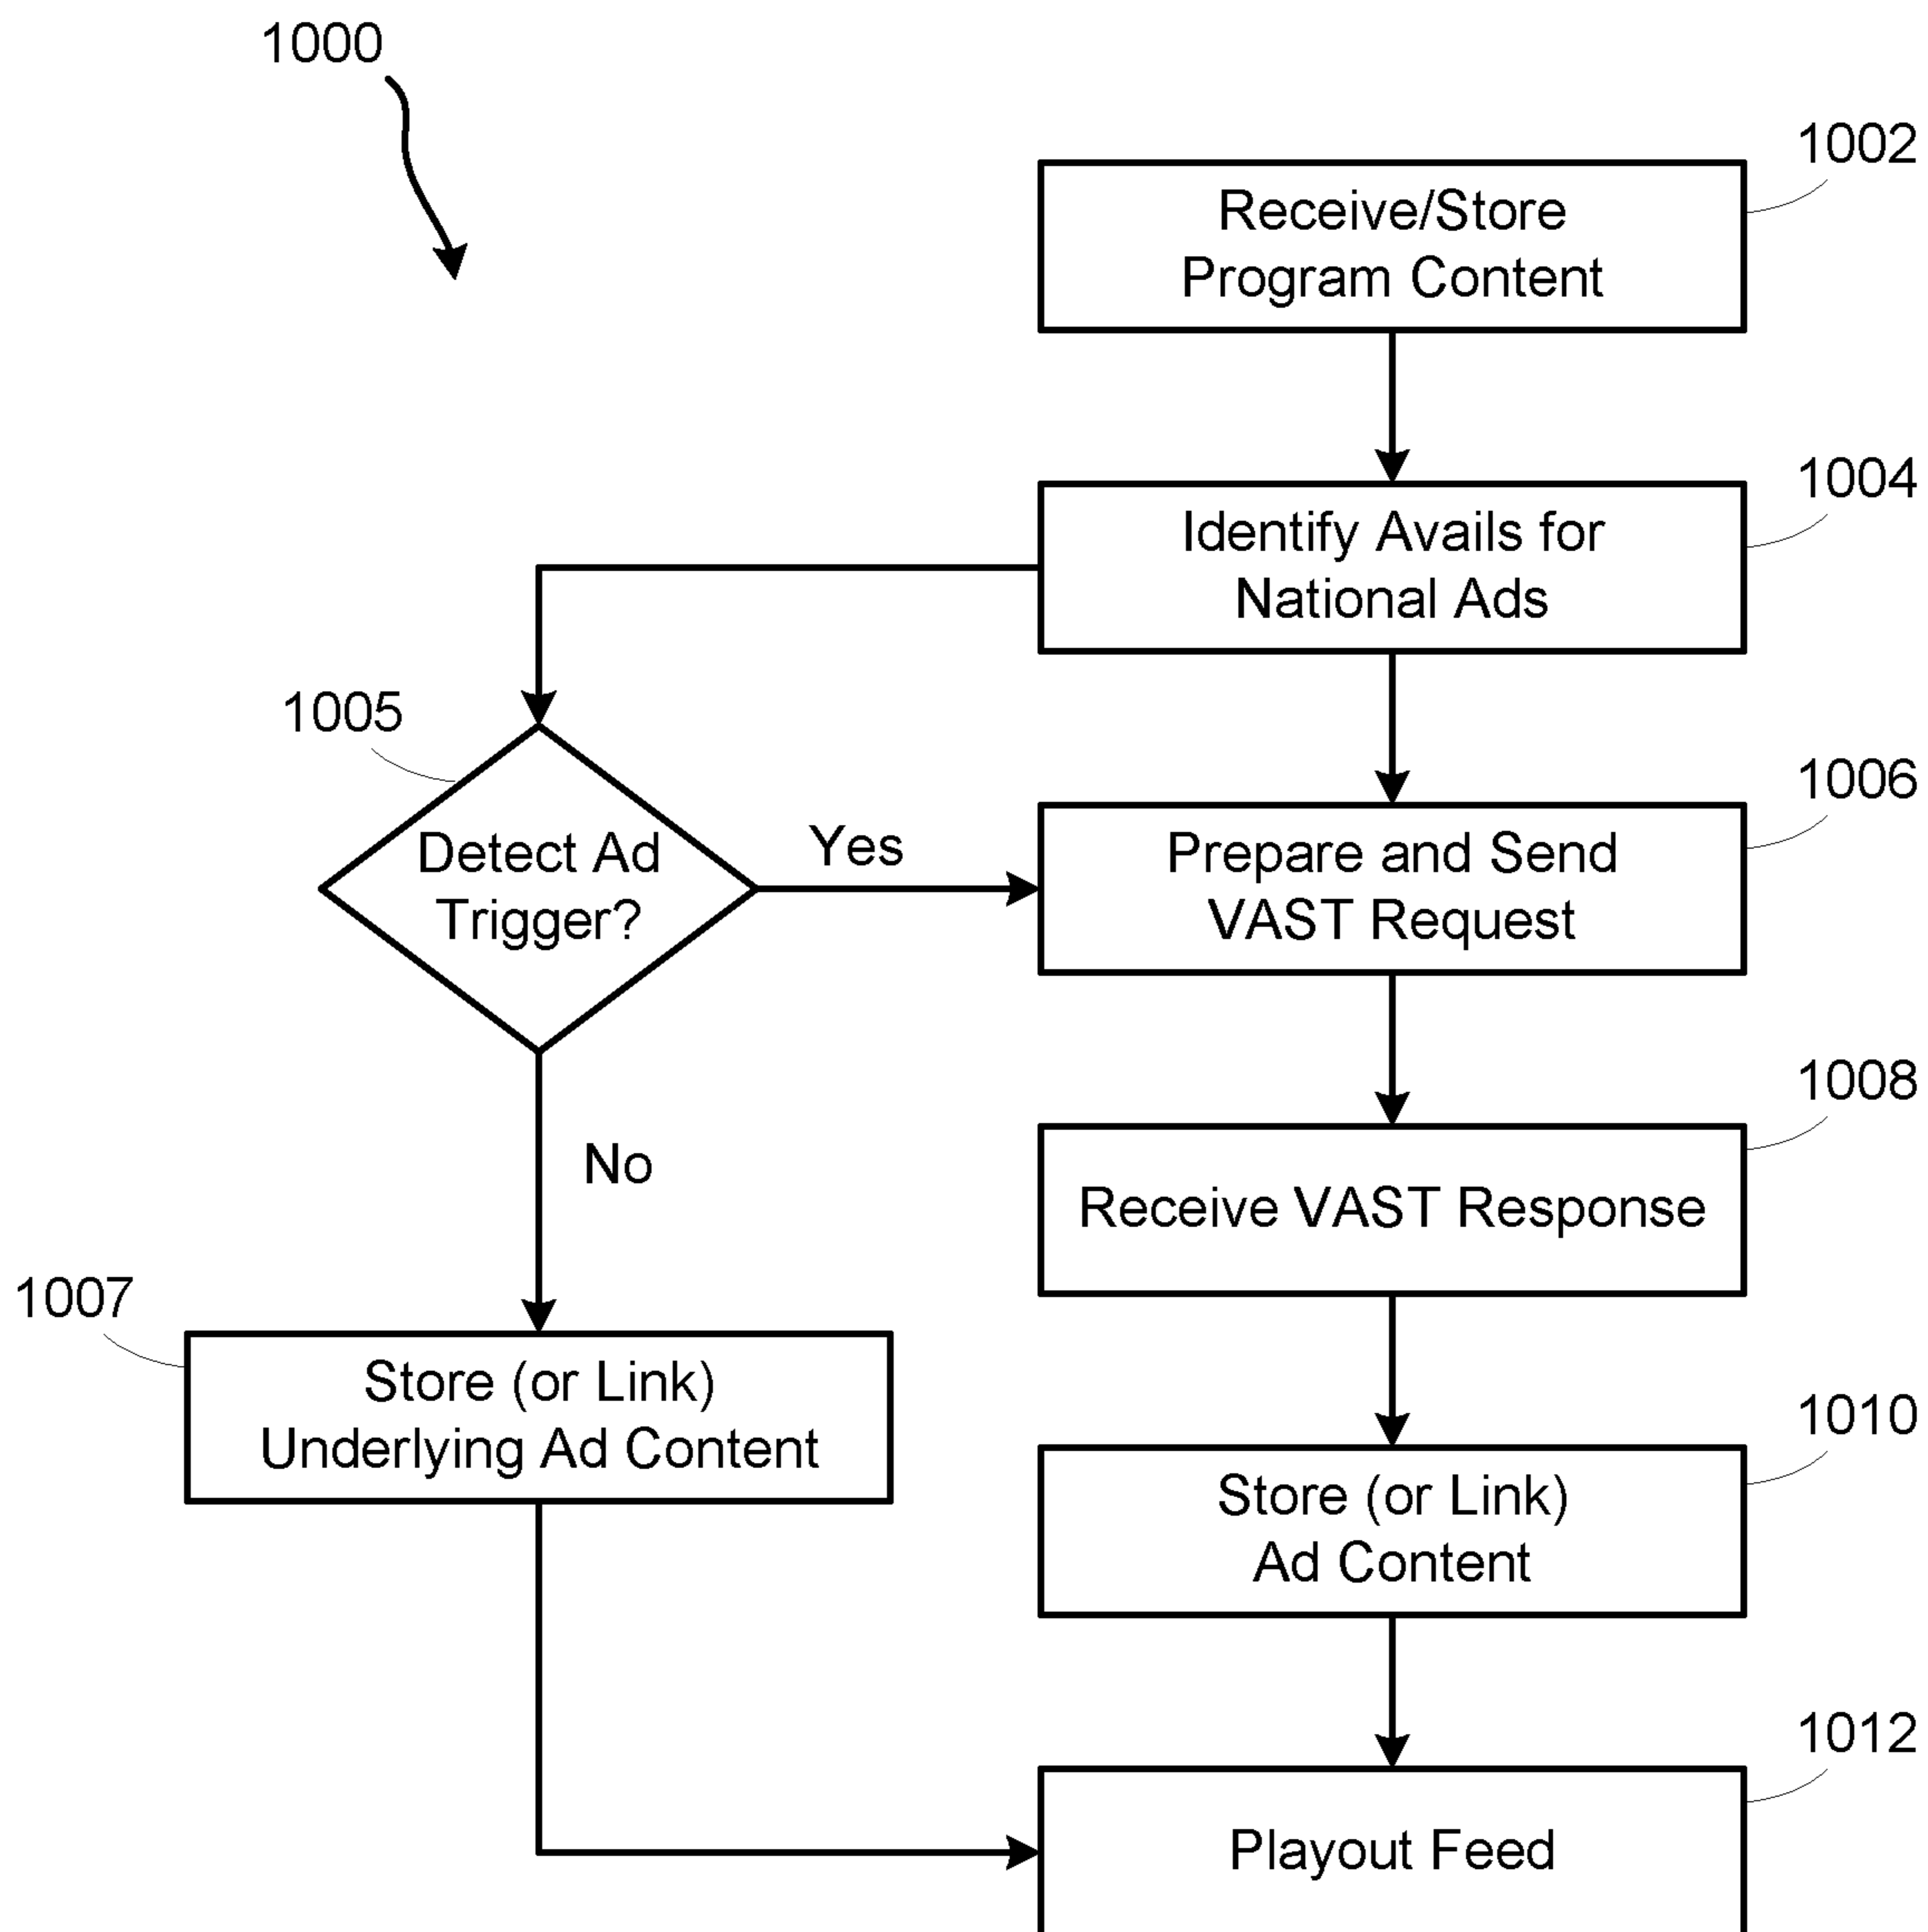 1000
1002
Receive/Store
Program Content
1004
Identify Avails for
National Ads
1005
Detect Ad
Trigger?
Yes
No
1006
Prepare and Send
VAST Request
1008
Receive VAST Response
1007
Store (or Link)
Underlying Ad Content
1010
Store (or Link)
Ad Content
1012
Playout Feed